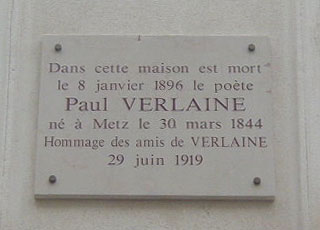 Dans cette maison est mort
le 8 janvier 1896 le poète
Paul VERLAINE
né à Metz le 30 mars 1844
Hommage des amis de VERLAINE
29 juin 1919